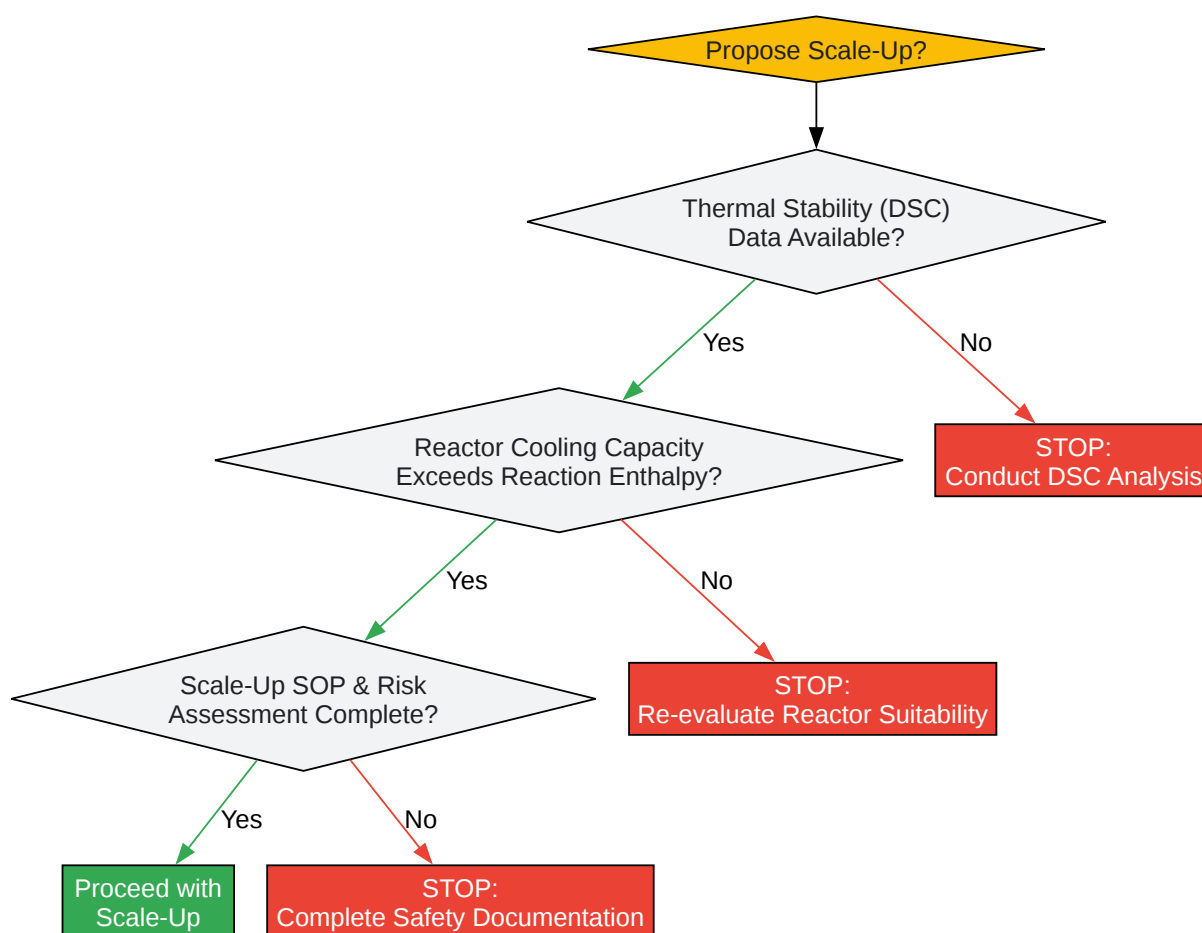 Propose Scale-Up?
Thermal Stability (DSC)
Data Available?
Yes
No
Reactor Cooling Capacity
Exceeds Reaction Enthalpy?
STOP:
Conduct DSC Analysis
Yes
No
Scale-Up SOP & Risk
Assessment Complete?
STOP:
Re-evaluate Reactor Suitability
Yes
No
Proceed with
Scale-Up
STOP:
Complete Safety Documentation